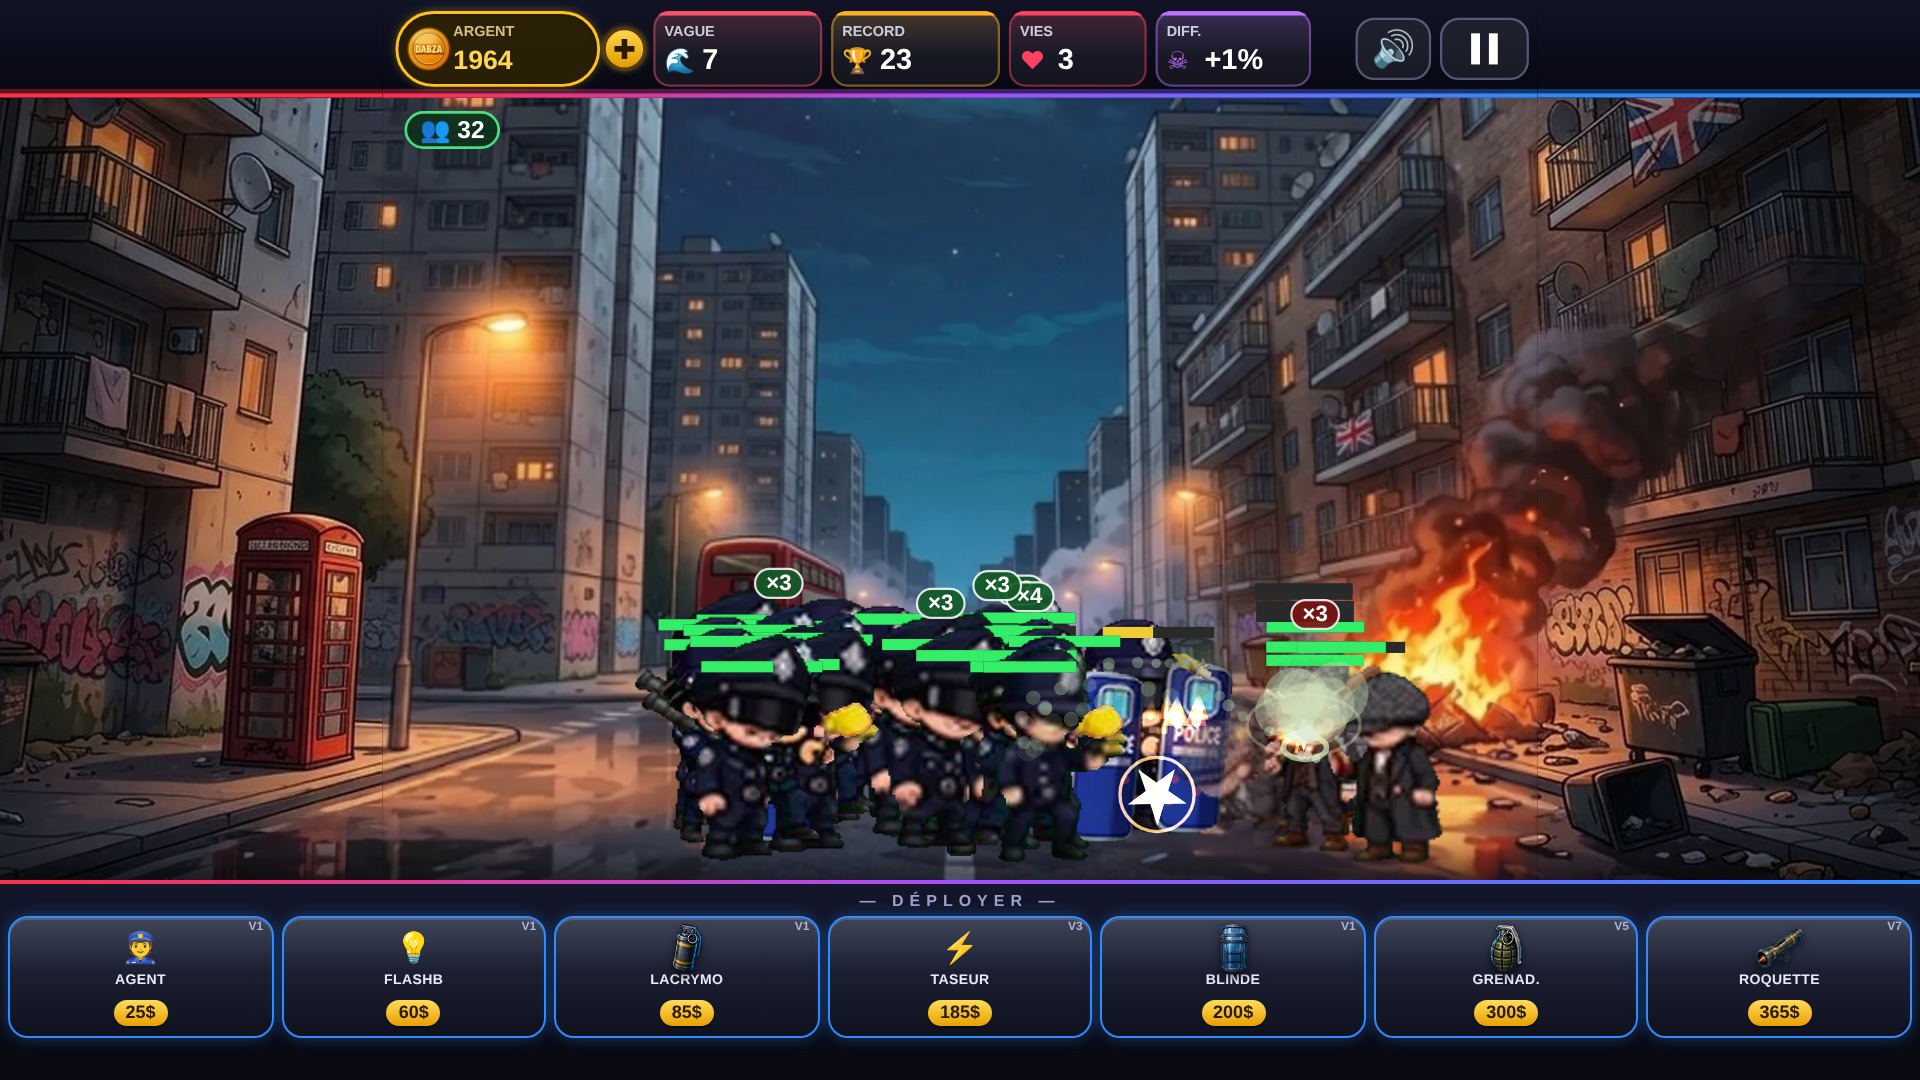 DABZA
ARGENT
1964
VAGUE
7
RECORD
23
VIES
3
DIFF.
+1%
32
×3
×3
×3
×4
×3
POLICE
— DÉPLOYER —
V1
AGENT
25$
V1
FLASHB
60$
V1
LACRYMO
85$
V3
TASEUR
185$
V1
BLINDE
200$
V5
GRENAD.
300$
V7
ROQUETTE
365$